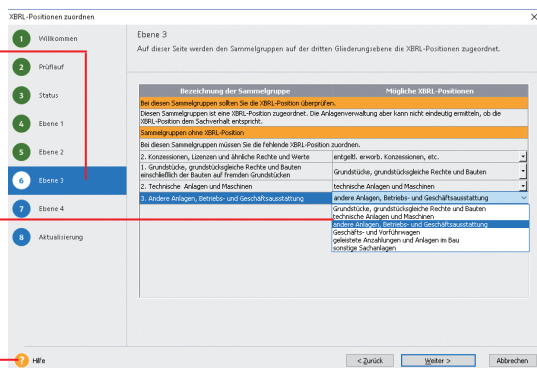 XBRL-Positionen zuordnen
1 Willkommen
2 Prüflauf
3 Status
4 Ebene 1
5 Ebene 2
6 Ebene 3
7 Ebene 4
8 Aktualisierung
Ebene 3
Auf dieser Seite werden den Sammelgruppen auf der dritten Gliederungsebene die XBRL-Positionen zugeordnet.
Bezeichnung der Sammelgruppe Mögliche XBRL-Positionen
Bei diesen Sammelgruppen sollten Sie die XBRL-Position überprüfen.
Diesen Sammelgruppen ist eine XBRL-Position zugeordnet. Die Anlagenverwaltung aber kann nicht eindeutig ermitteln, ob die
XBRL-Position dem Sachverhalt entspricht.
Sammelgruppen ohne XBRL-Position
Bei diesen Sammelgruppen müssen Sie die fehlende XBRL-Position zuordnen.
2. Konzessionen, Lizenzen und ähnliche Rechte und Werte entgeltl. erworb. Konzessionen, etc.
1. Grundstücke, grundstücksgleiche Rechte und Bauten
einschließlich der Bauten auf fremden Grundstücken Grundstücke, grundstücksgleiche Rechte und Bauten
2. Technische Anlagen und Maschinen technische Anlagen und Maschinen
3. Andere Anlagen, Betriebs- und Geschäftsausstattung andere Anlagen, Betriebs- und Geschäftsausstattung
Grundstücke, grundstücksgleiche Rechte und Bauten
technische Anlagen und Maschinen
andere Anlagen, Betriebs- und Geschäftsausstattung
Geschäfts- und Vorführwagen
geleistete Anzahlungen und Anlagen im Bau
sonstige Sachanlagen
? Hilfe
< Zurück Weiter > Abbrechen